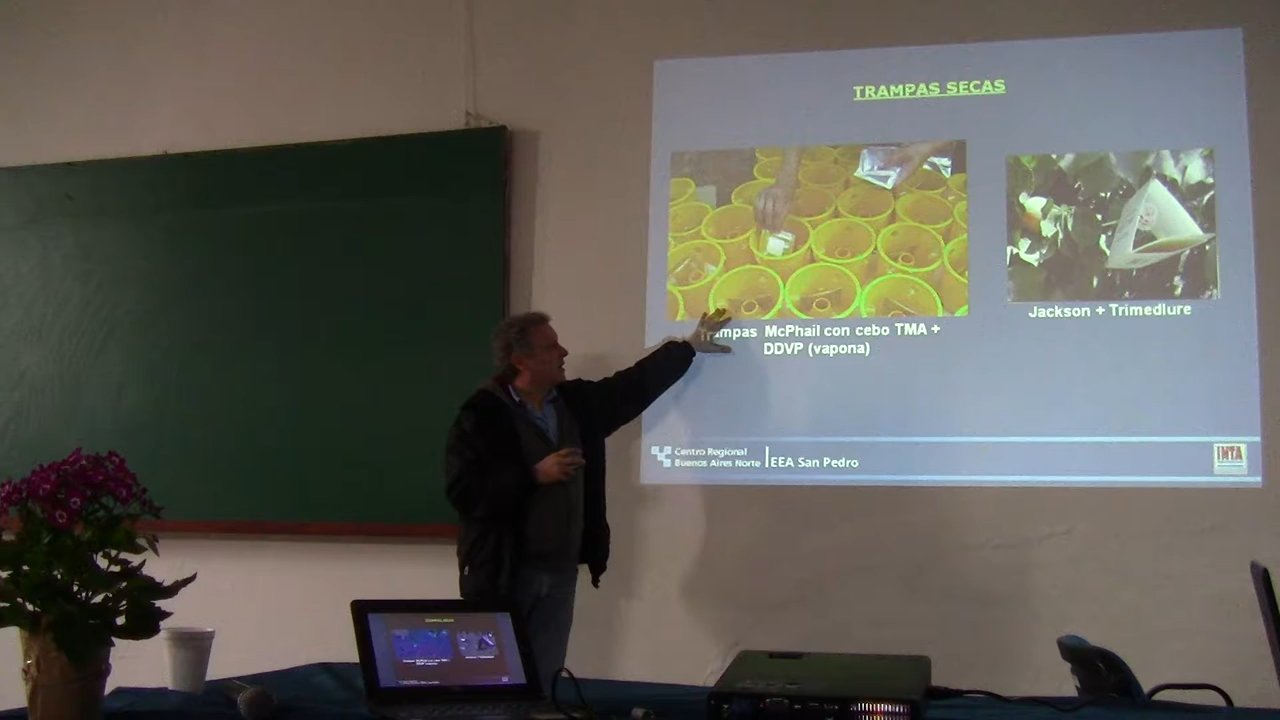 TRAMPAS SECAS
McPhail con cebo TMA +
DDVP (vapona)
Jackson + Trimedlure
Centro Regional
Buenos Aires Norte
EEA San Pedro
INTA